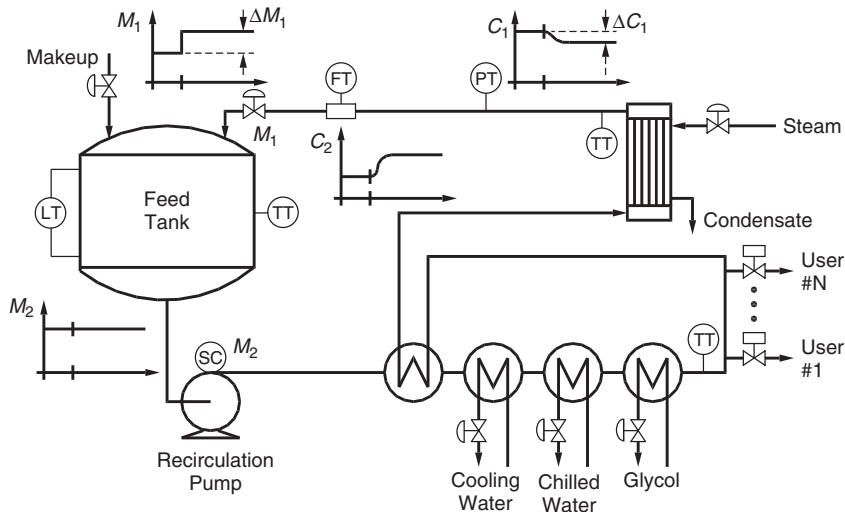 M1
ΔM1
C1
ΔC1
Makeup
FT
PT
M1
TT
Steam
C2
LT
Feed
Tank
TT
Condensate
User
#N
M2
SC
M2
TT
User
#1
Recirculation
Pump
Cooling
Water
Chilled
Water
Glycol